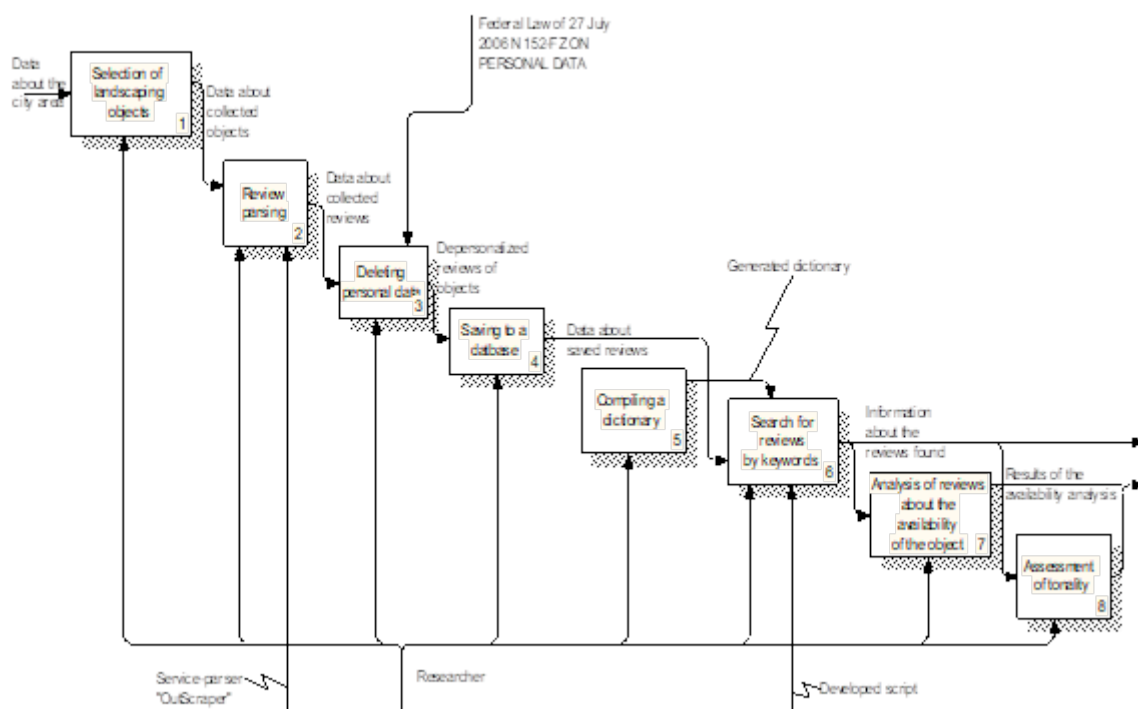 Federal Law of 27 July
2006 N 152-FZ ON
PERSONAL DATA
Data
about the
city area
Selection of
landscaping
objects
1
Data about
collected
objects
Review
parsing
2
Data about
collected
reviews
Deleting
personal data
3
Depersonalized
reviews of
objects
Saving to a
datbase
4
Data about
saved reviews
Generated dictionary
Compiling a
dictionary
5
Search for
reviews
by keywords
6
Information
about the
reviews found
Analysis of reviews
about the
availability
of the object
7
Results of the
availability analysis
Assessment
of tonality
8
Service-parser
"OutScraper"
Researcher
Developed script